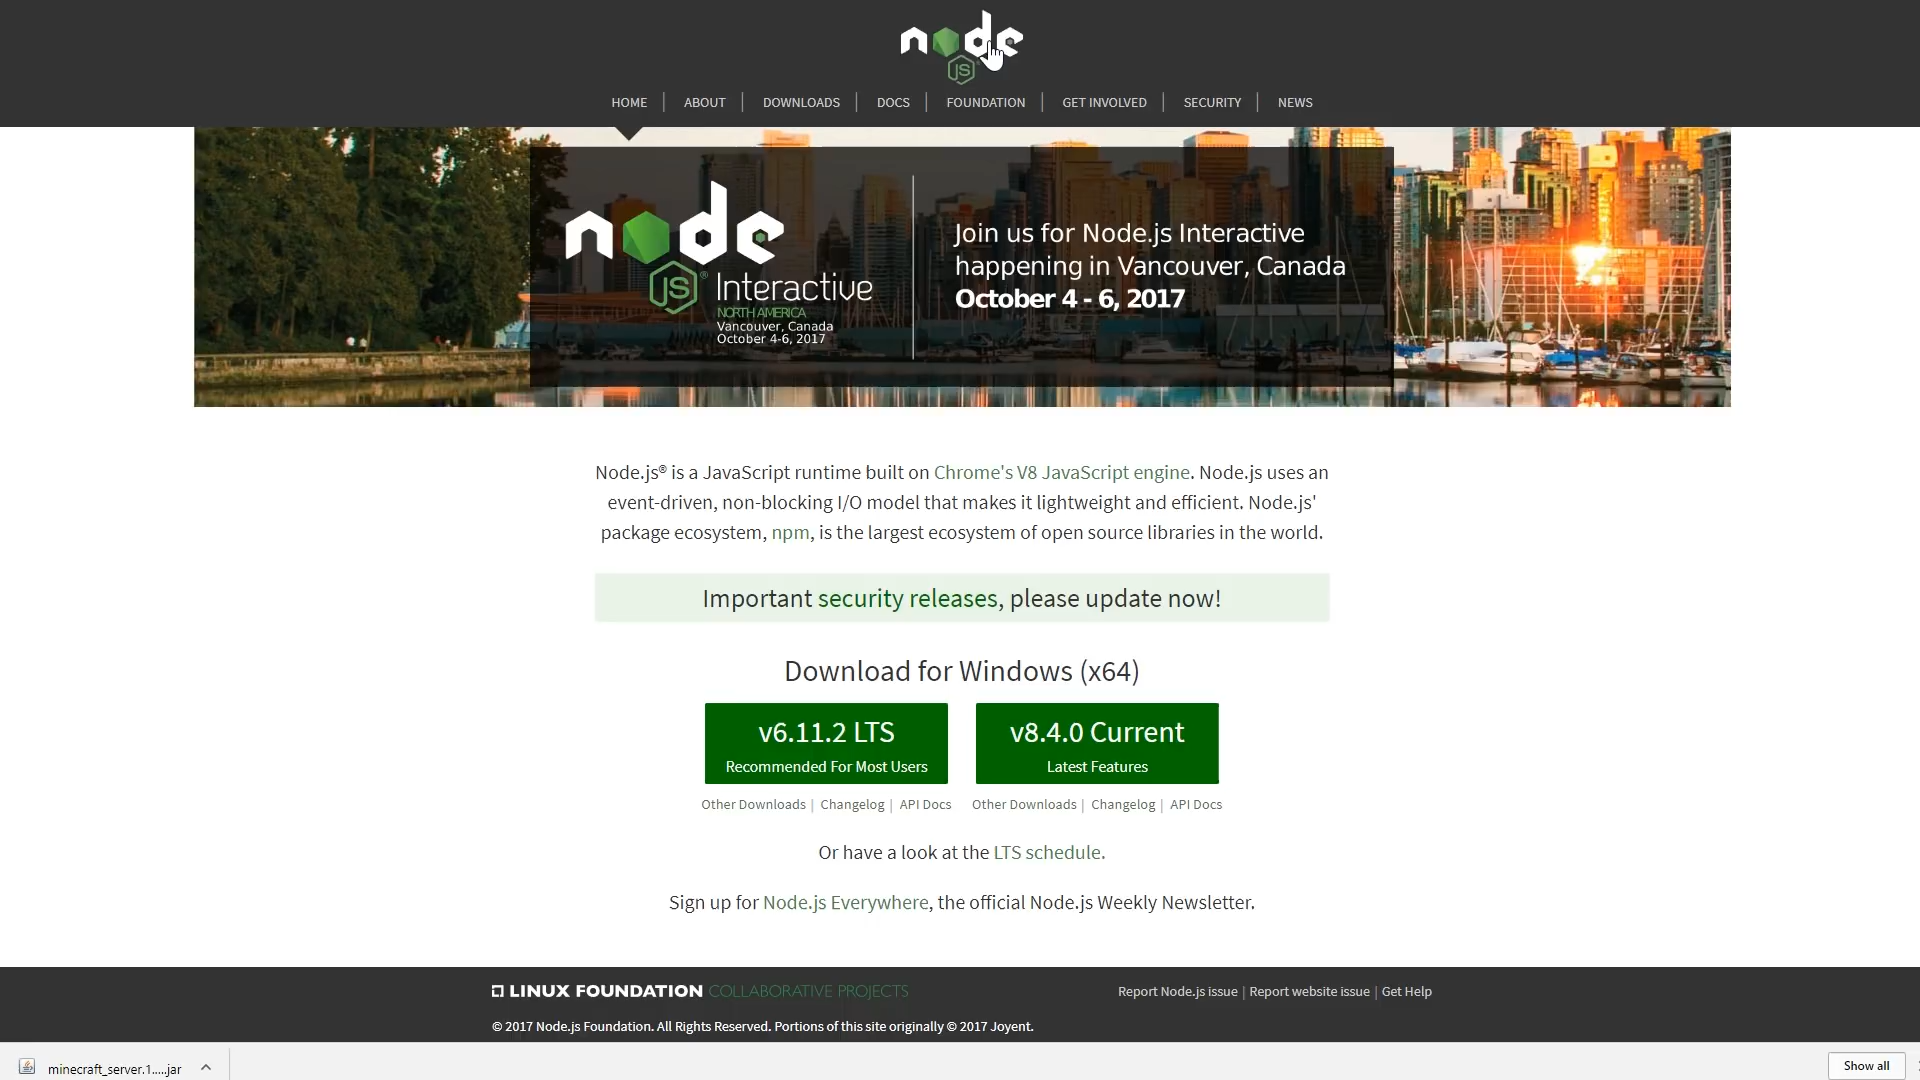 node
JS
HOME | ABOUT | DOWNLOADS | DOCS | FOUNDATION | GET INVOLVED | SECURITY | NEWS
node
JS® Interactive
NORTH AMERICA
Vancouver, Canada
October 4-6, 2017
Join us for Node.js Interactive
happening in Vancouver, Canada
October 4 - 6, 2017
Node.js® is a JavaScript runtime built on Chrome's V8 JavaScript engine. Node.js uses an
event-driven, non-blocking I/O model that makes it lightweight and efficient. Node.js'
package ecosystem, npm, is the largest ecosystem of open source libraries in the world.
Important security releases, please update now!
Download for Windows (x64)
v6.11.2 LTS
Recommended For Most Users
v8.4.0 Current
Latest Features
Other Downloads | Changelog | API Docs
Other Downloads | Changelog | API Docs
Or have a look at the LTS schedule.
Sign up for Node.js Everywhere, the official Node.js Weekly Newsletter.
LINUX FOUNDATION COLLABORATIVE PROJECTS
Report Node.js issue | Report website issue | Get Help
© 2017 Node.js Foundation. All Rights Reserved. Portions of this site originally © 2017 Joyent.
minecraft_server.1.....jar
Show all